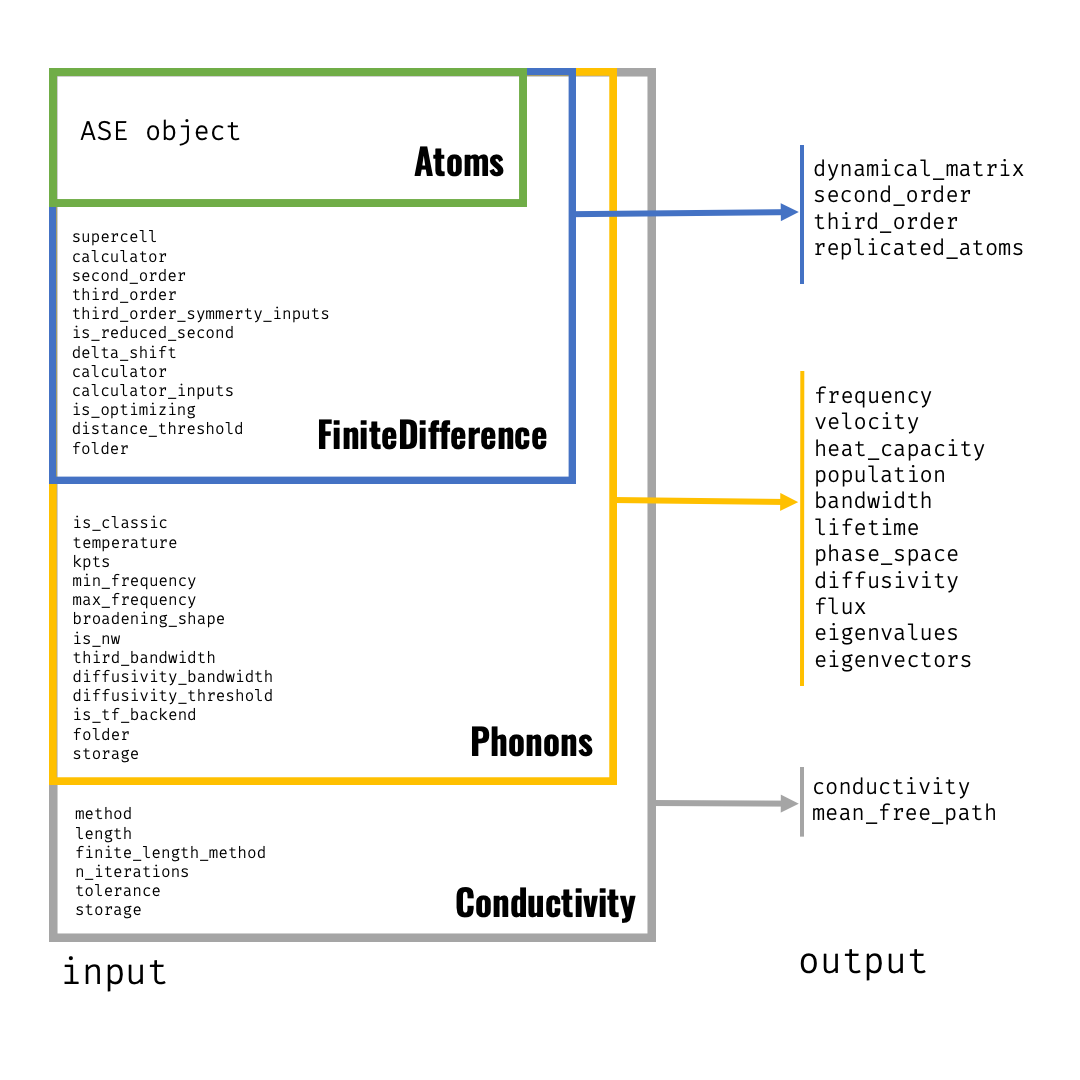 ASE object
Atoms
supercell
calculator
second_order
third_order
third_order_symmerty_inputs
is_reduced_second
delta_shift
calculator
calculator_inputs
is_optimizing
distance_threshold
folder
FiniteDifference
is_classic
temperature
kpts
min_frequency
max_frequency
broadening_shape
is_nw
third_bandwidth
diffusivity_bandwidth
diffusivity_threshold
is_tf_backend
folder
storage
Phonons
method
length
finite_length_method
n_iterations
tolerance
storage
Conductivity
input
dynamical_matrix
second_order
third_order
replicated_atoms
frequency
velocity
heat_capacity
population
bandwidth
lifetime
phase_space
diffusivity
flux
eigenvalues
eigenvectors
conductivity
mean_free_path
output